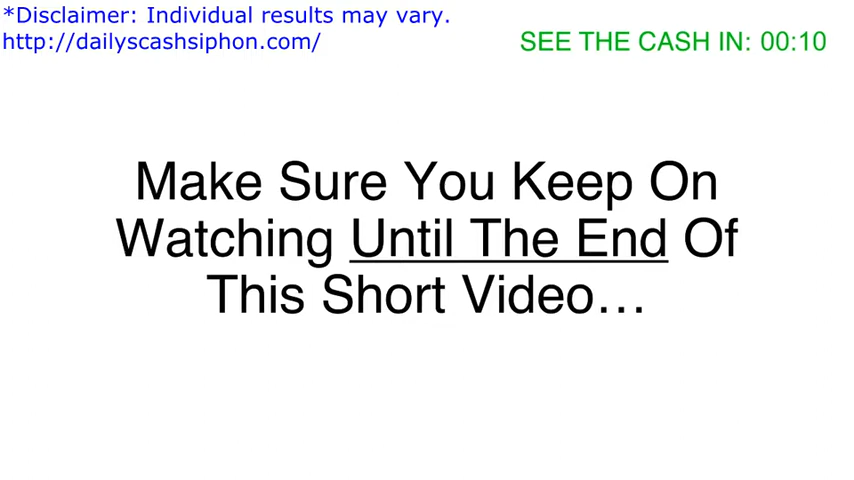 *Disclaimer: Individual results may vary.
http://dailyscashsiphon.com/
SEE THE CASH IN: 00:10
Make Sure You Keep On
Watching Until The End Of
This Short Video…